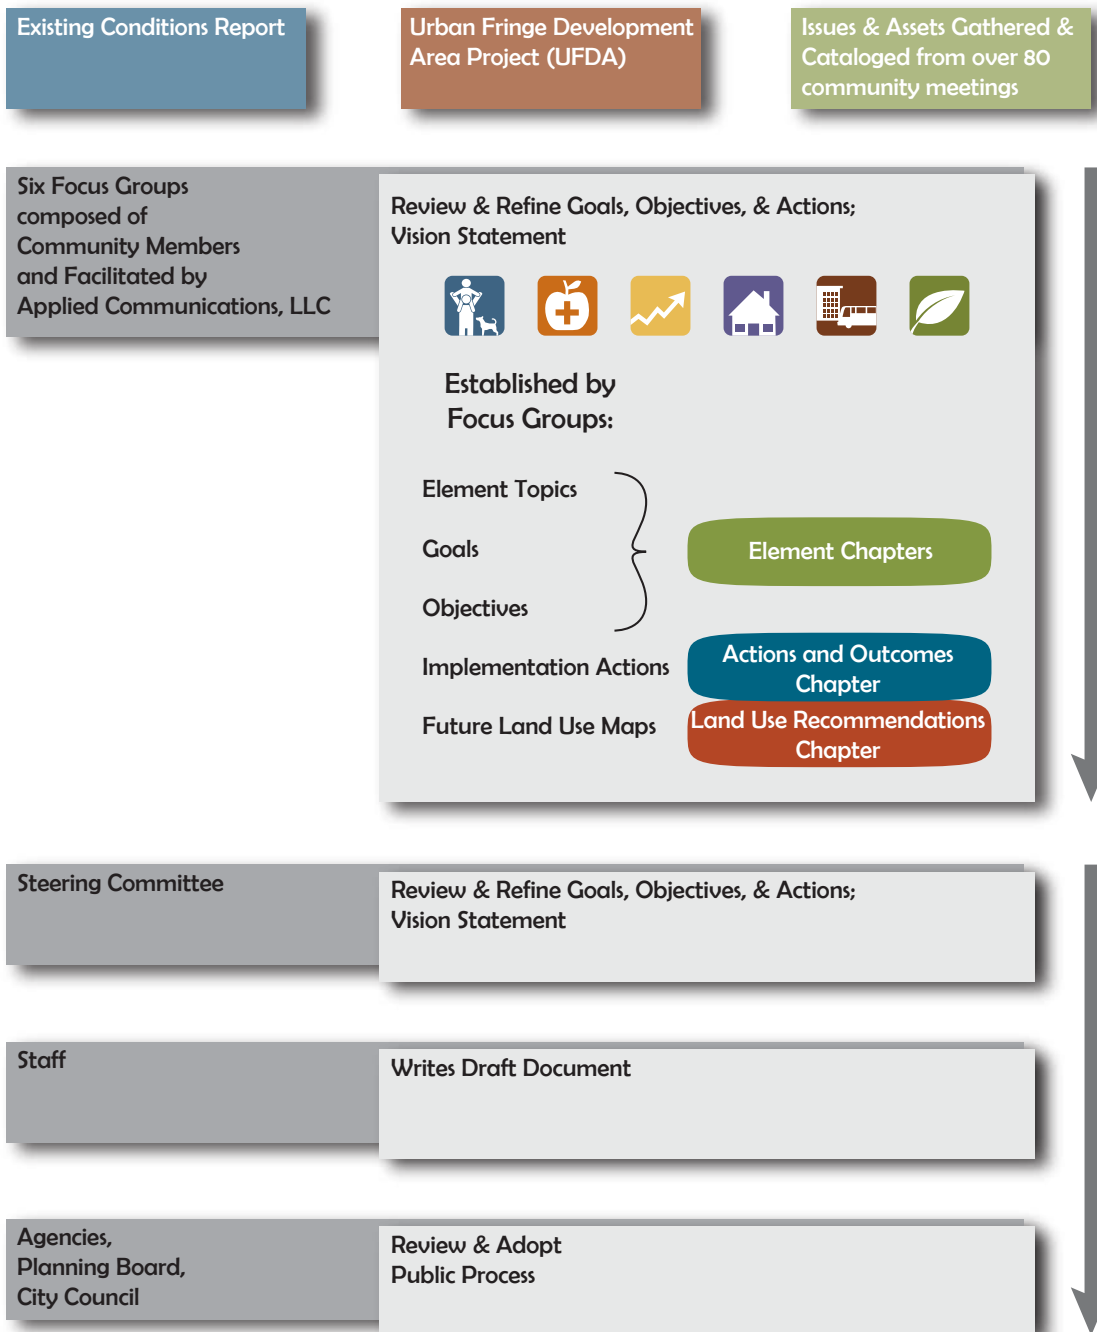 Existing Conditions Report
Urban Fringe Development
Area Project (UFDA)
Issues & Assets Gathered &
Cataloged from over 80
community meetings
Six Focus Groups
composed of
Community Members
and Facilitated by
Applied Communications, LLC
Review & Refine Goals, Objectives, & Actions;
Vision Statement
Established by
Focus Groups:
Element Topics
Goals
Objectives
Element Chapters
Implementation Actions
Actions and Outcomes
Chapter
Future Land Use Maps
Land Use Recommendations
Chapter
Steering Committee
Review & Refine Goals, Objectives, & Actions;
Vision Statement
Staff
Writes Draft Document
Agencies,
Planning Board,
City Council
Review & Adopt
Public Process